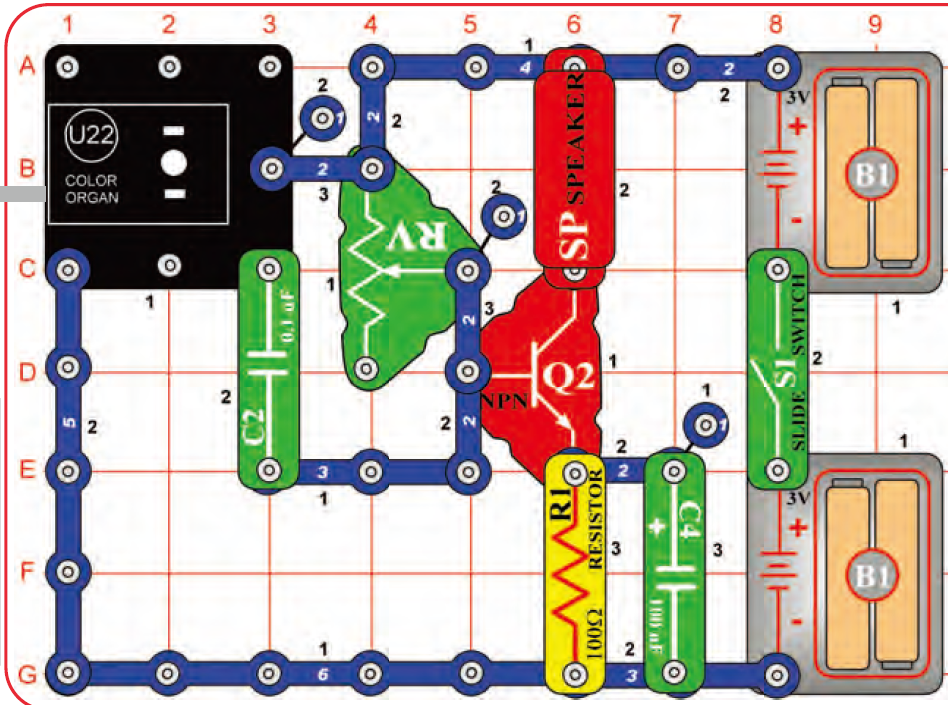 1 2 3 4 5 6 7 8 9
A
B
C
D
E
F
G
U22
COLOR
ORGAN
1
2
1
2
2
3
1
4
2
2
3V
+
-
B1
1
SP SPEAKER
2
RV
1
2
1
3
2
2
2
C2
0.1uF
2
5
2
3
1
NPN
Q2
1
1
1
2
2
S1
SLIDE SWITCH
2
R1
RESISTOR
100Ω
3
C4
+
100uF
3
3V
+
-
B1
1
1
6
2
3